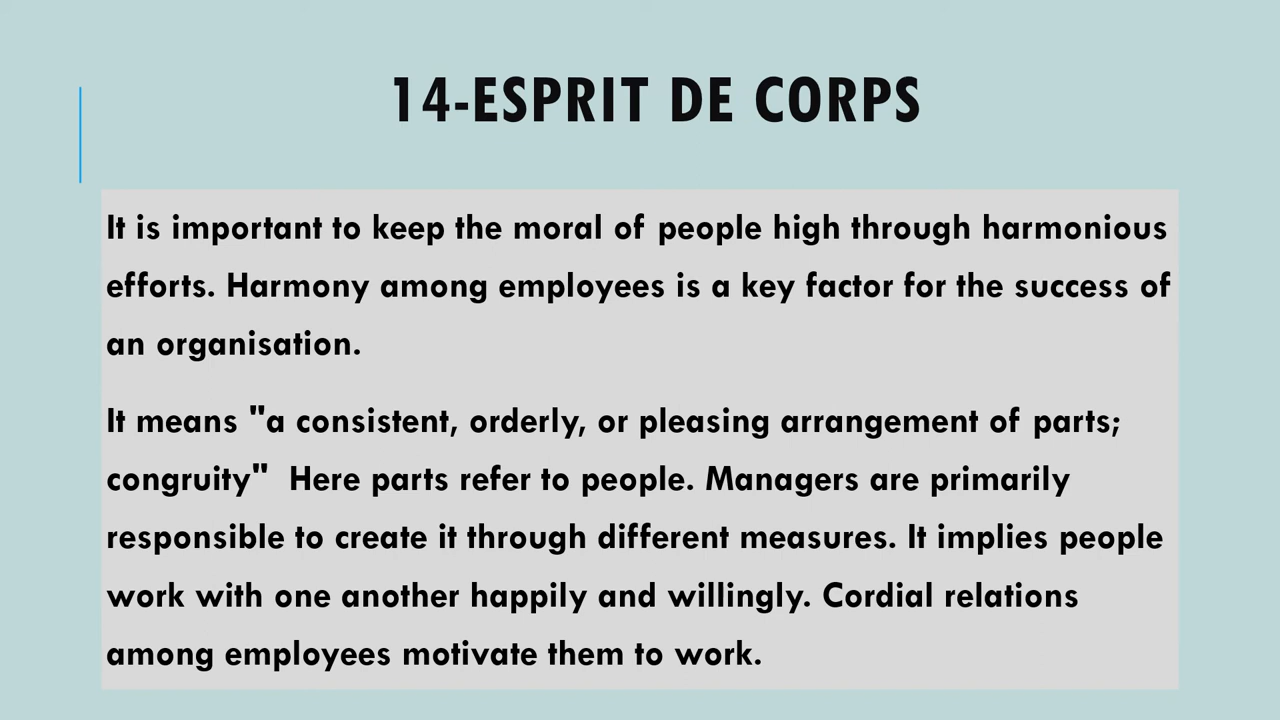 14-ESPRIT DE CORPS
It is important to keep the moral of people high through harmonious
efforts. Harmony among employees is a key factor for the success of
an organisation.
It means "a consistent, orderly, or pleasing arrangement of parts;
congruity"  Here parts refer to people. Managers are primarily
responsible to create it through different measures. It implies people
work with one another happily and willingly. Cordial relations
among employees motivate them to work.